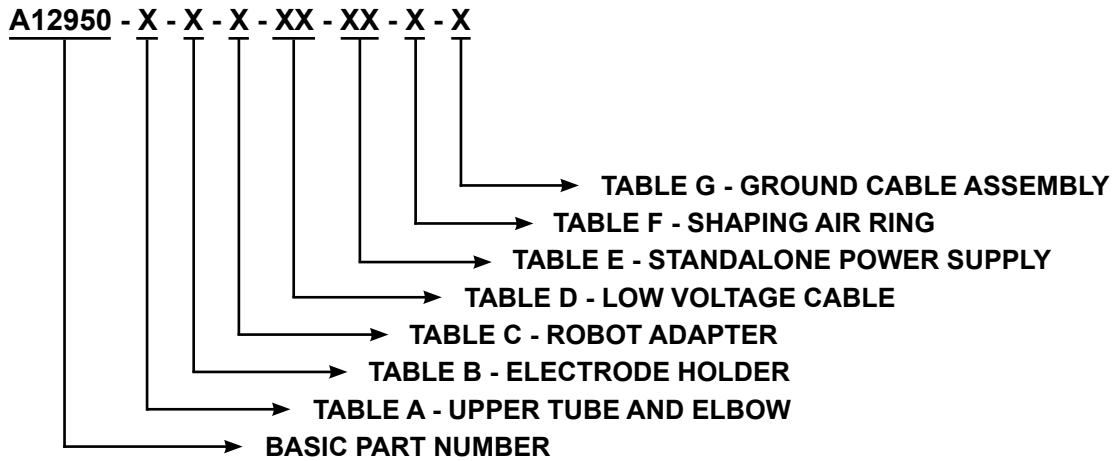 A12950 - X - X - X - XX - XX - X - X
TABLE G - GROUND CABLE ASSEMBLY
TABLE F - SHAPING AIR RING
TABLE E - STANDALONE POWER SUPPLY
TABLE D - LOW VOLTAGE CABLE
TABLE C - ROBOT ADAPTER
TABLE B - ELECTRODE HOLDER
TABLE A - UPPER TUBE AND ELBOW
BASIC PART NUMBER